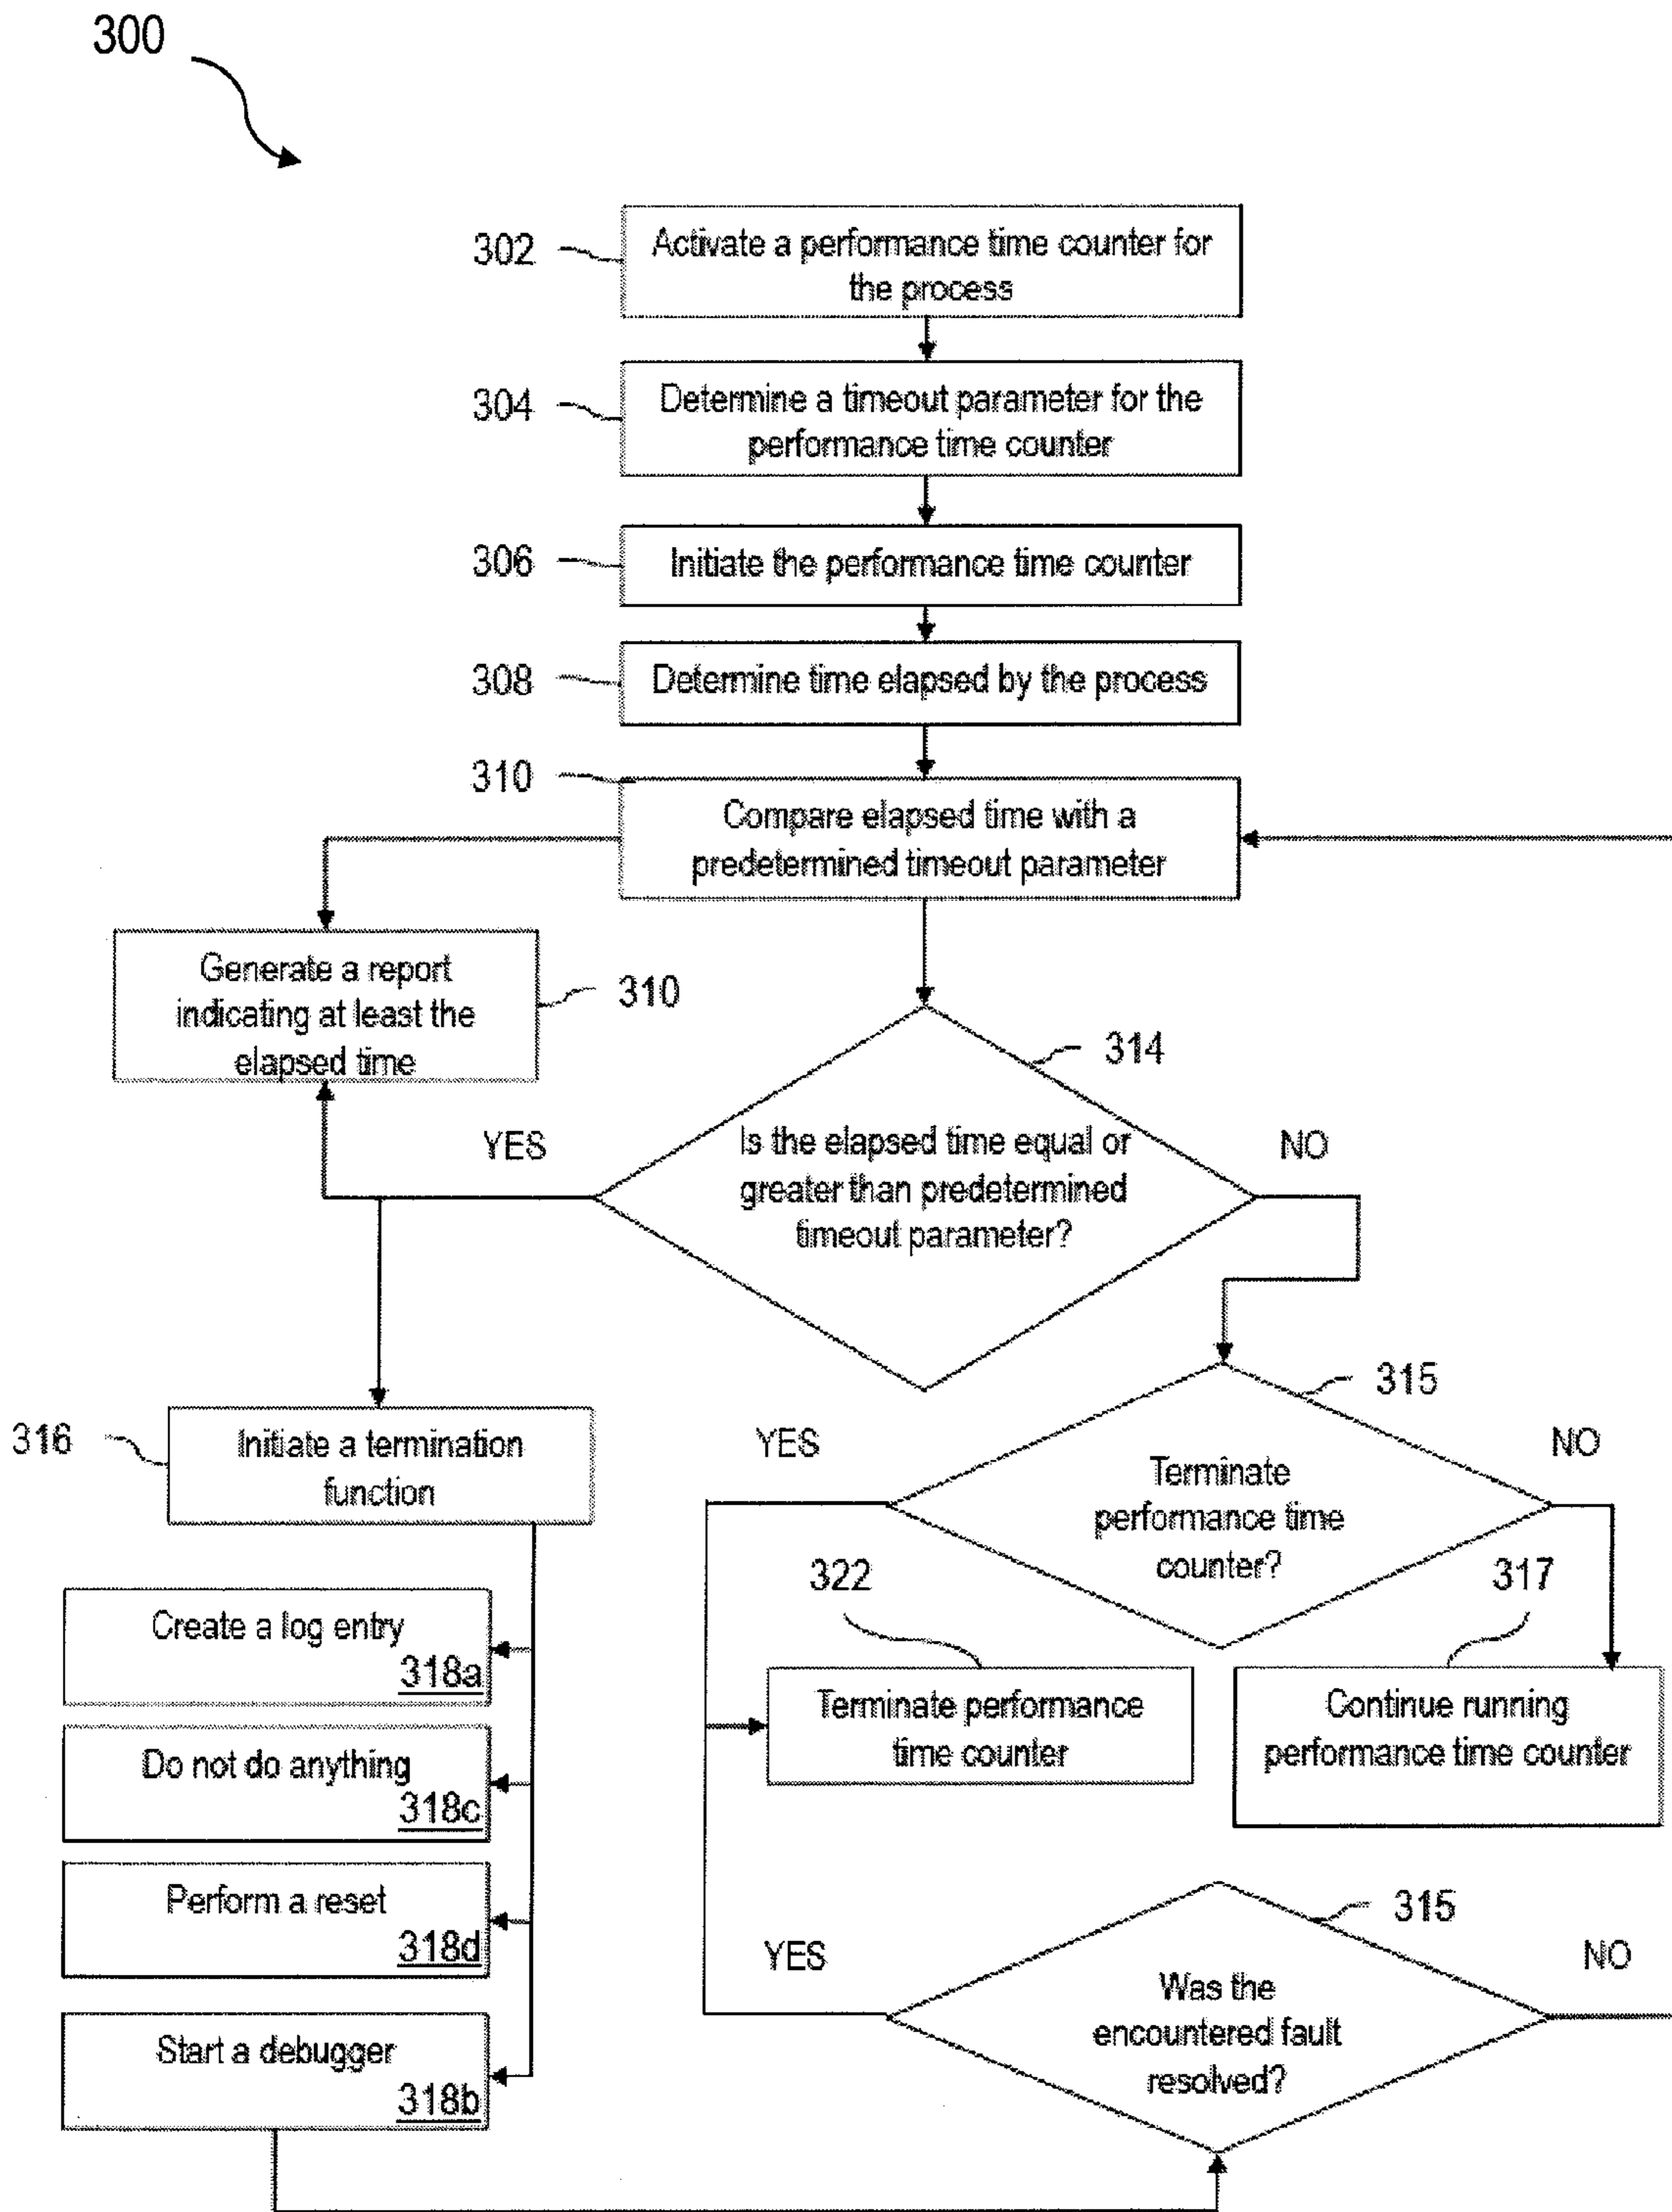 300
302
Activate a performance time counter for
the process
304
Determine a timeout parameter for the
performance time counter
306
Initiate the performance time counter
308
Determine time elapsed by the process
310
Compare elapsed time with a
predetermined timeout parameter
Generate a report
indicating at least the
elapsed time
310
314
YES
Is the elapsed time equal or
greater than predetermined
timeout parameter?
NO
315
316
Initiate a termination
function
YES
Terminate
performance time
counter?
NO
322
317
Create a log entry
318a
Terminate performance
time counter
Continue running
performance time counter
Do not do anything
318c
Perform a reset
318d
315
YES
Was the
encountered fault
resolved?
NO
Start a debugger
318b